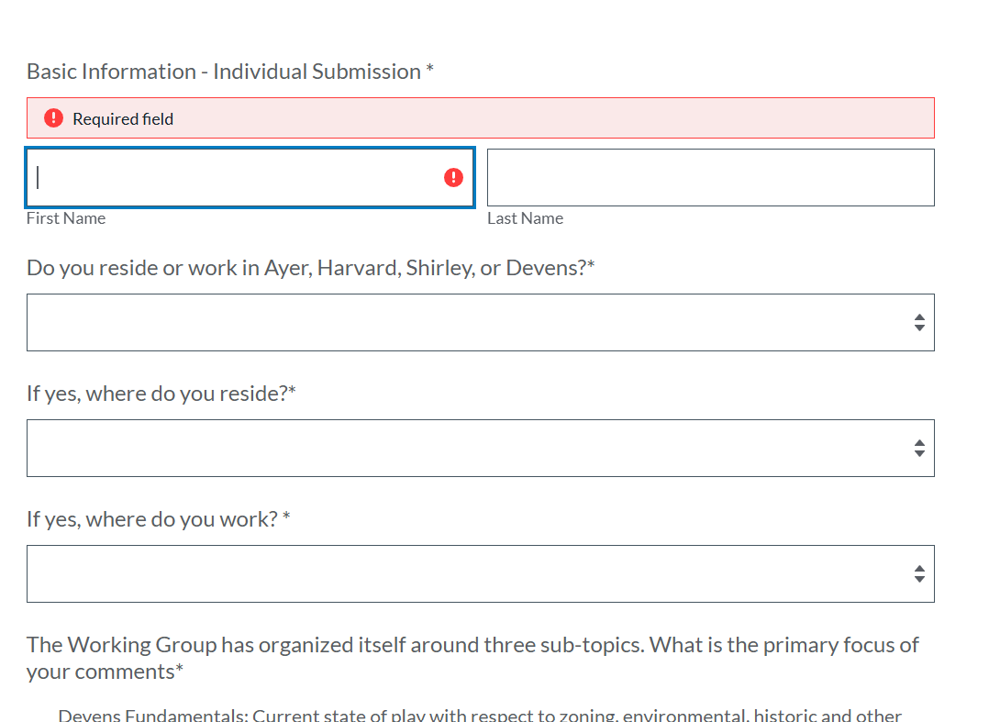 Basic Information - Individual Submission *
Required field
First Name
Last Name
Do you reside or work in Ayer, Harvard, Shirley, or Devens?*
If yes, where do you reside?*
If yes, where do you work? *
The Working Group has organized itself around three sub-topics. What is the primary focus of
your comments*
Devens Fundamentals: Current state of play with respect to zoning, environmental, historic and other